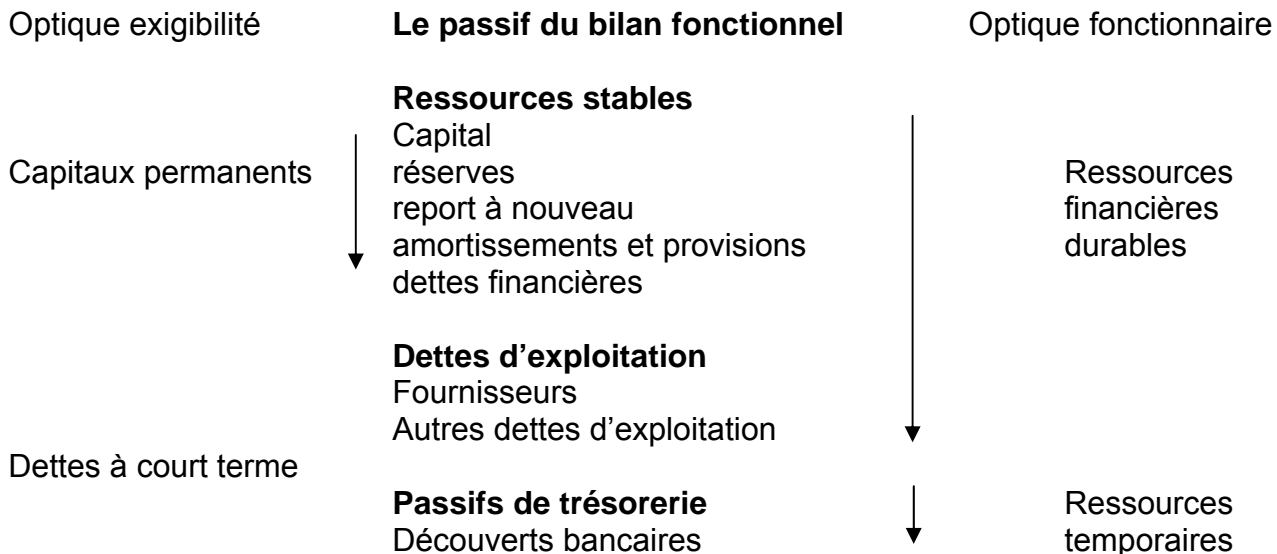 Optique exigibilité Le passif du bilan fonctionnel Optique fonctionnaire
Ressources stables
Capital
Capitaux permanents réserves Ressources
report à nouveau financières
amortissements et provisions durables
dettes financières
Dettes d’exploitation
Fournisseurs
Autres dettes d’exploitation
Dettes à court terme
Passifs de trésorerie Ressources
Découverts bancaires temporaires